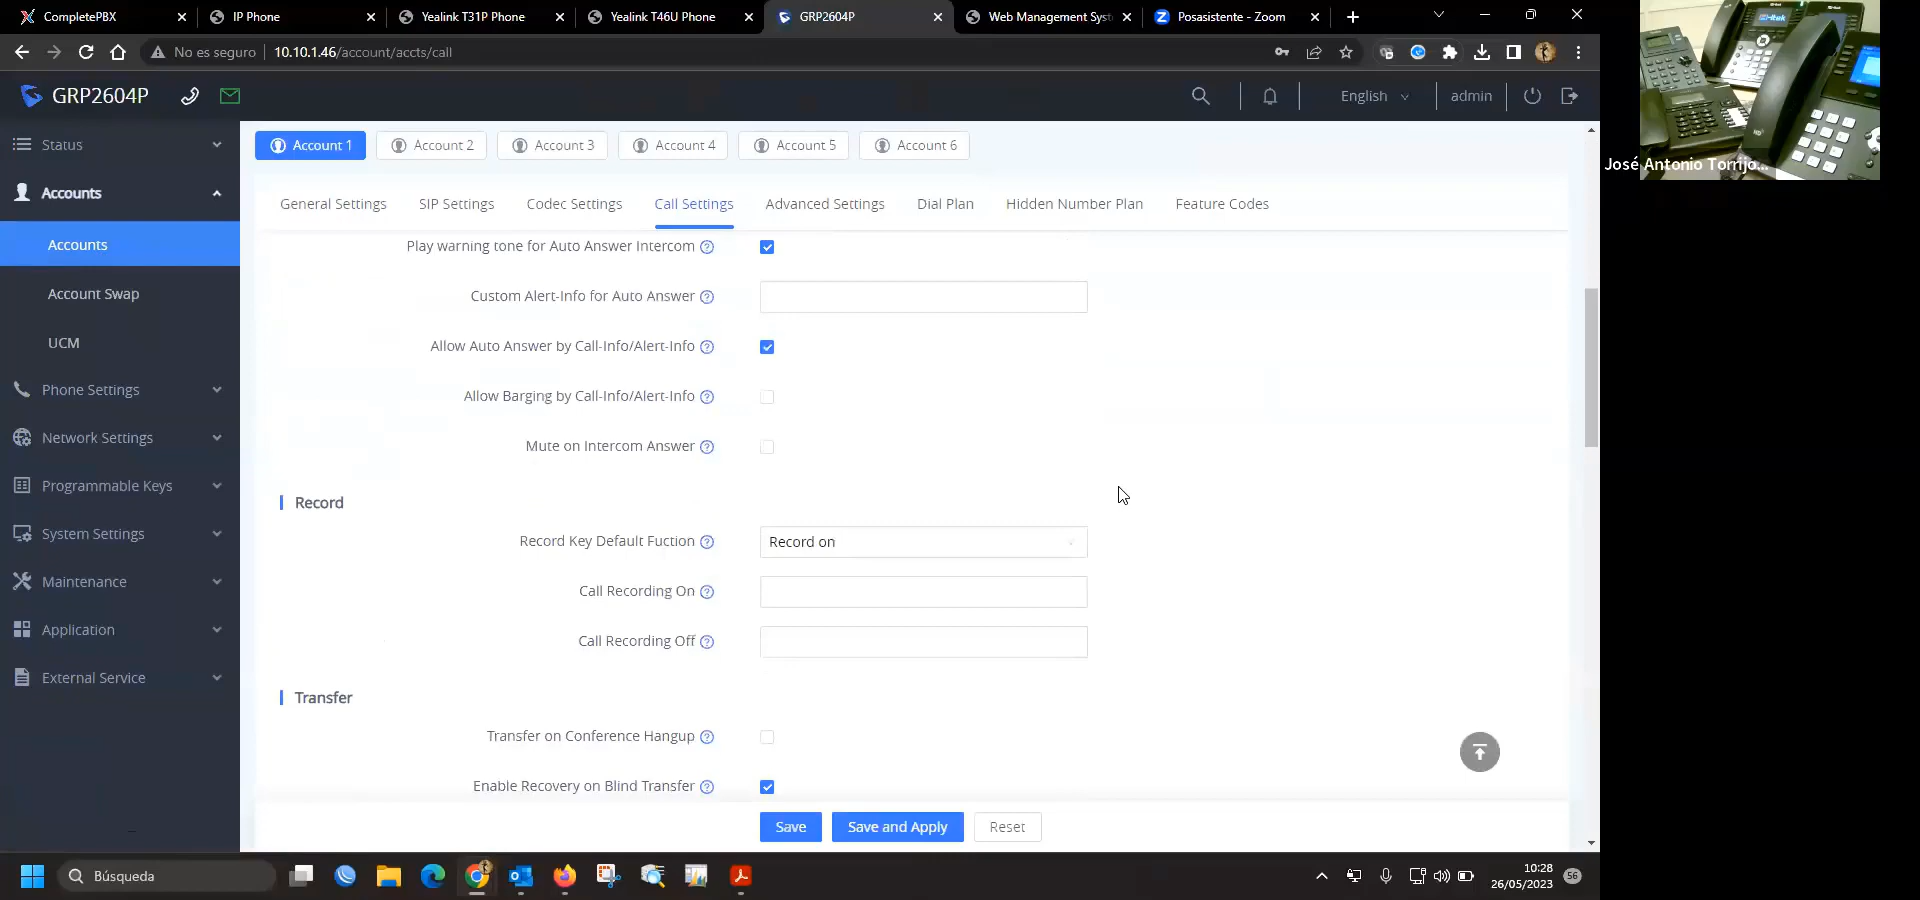 CompletePBX
IP Phone
Yealink T31P Phone
Yealink T46U Phone
GRP2604P
Web Management Syst
Posasistente - Zoom
No es seguro
10.10.1.46/account/accts/call
GRP2604P
English
admin
Status
Accounts
Accounts
Account Swap
UCM
Phone Settings
Network Settings
Programmable Keys
System Settings
Maintenance
Application
External Service
Account 1
Account 2
Account 3
Account 4
Account 5
Account 6
General Settings
SIP Settings
Codec Settings
Call Settings
Advanced Settings
Dial Plan
Hidden Number Plan
Feature Codes
Play warning tone for Auto Answer Intercom
Custom Alert-Info for Auto Answer
Allow Auto Answer by Call-Info/Alert-Info
Allow Barging by Call-Info/Alert-Info
Mute on Intercom Answer
Record
Record Key Default Fuction
Record on
Call Recording On
Call Recording Off
Transfer
Transfer on Conference Hangup
Enable Recovery on Blind Transfer
Save
Save and Apply
Reset
José Antonio Torrijo...
Búsqueda
10:28
26/05/2023
56